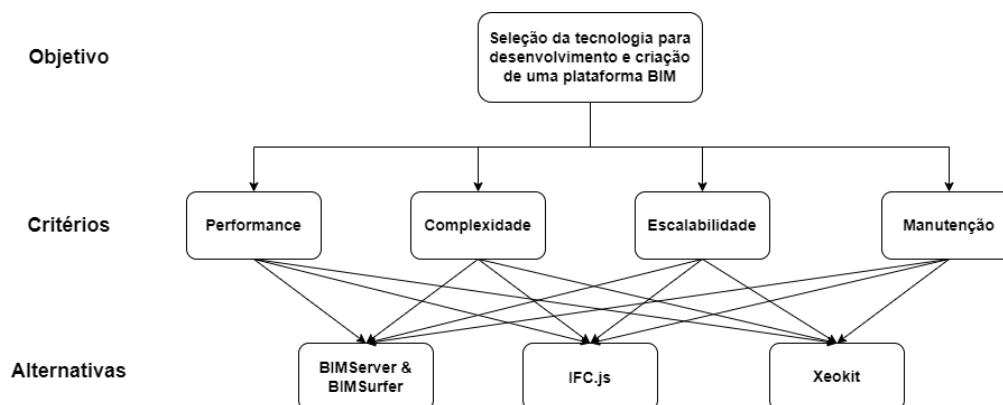 Objetivo
Seleção da tecnologia para
desenvolvimento e criação
de uma plataforma BIM
Critérios
Performance
Complexidade
Escalabilidade
Manutenção
Alternativas
BIMServer &
BIMSurfer
IFC.js
Xeokit